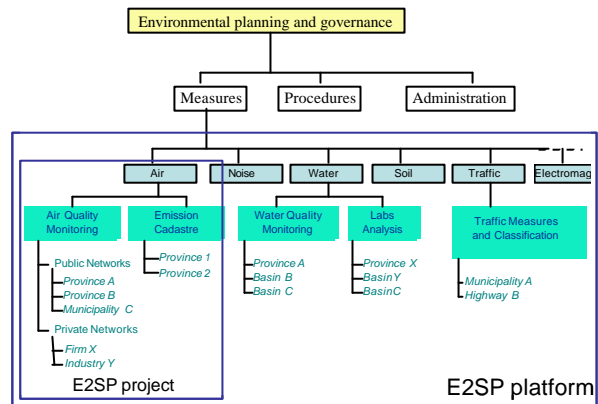 Environmental planning and governance
Measures
Procedures
Administration
Air
Noise
Water
Soil
Traffic
Electromag
Air Quality
Monitoring
Emission
Cadastre
Water Quality
Monitoring
Labs
Analysis
Traffic Measures
and Classification
Public Networks
Province A
Province B
Municipality C
Private Networks
Firm X
Industry Y
Province 1
Province 2
Province A
Basin B
Basin C
Province X
BasinY
BasinC
Municipality A
Highway B
E2SP project
E2SP platform